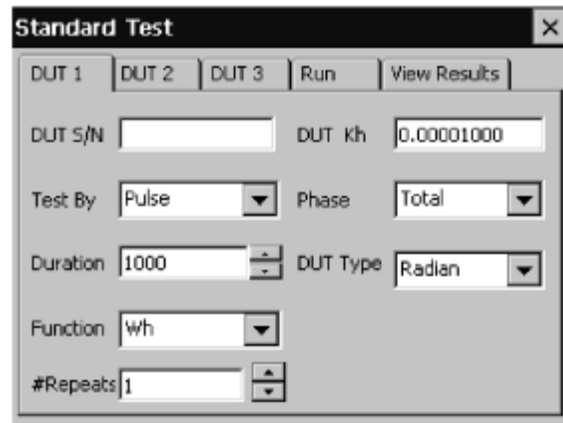 Standard Test
DUT 1 DUT 2 DUT 3 Run View Results
DUT S/N DUT Kh 0.00001000
Test By Pulse Phase Total
Duration 1000 DUT Type Radian
Function Wh
#Repeats 1